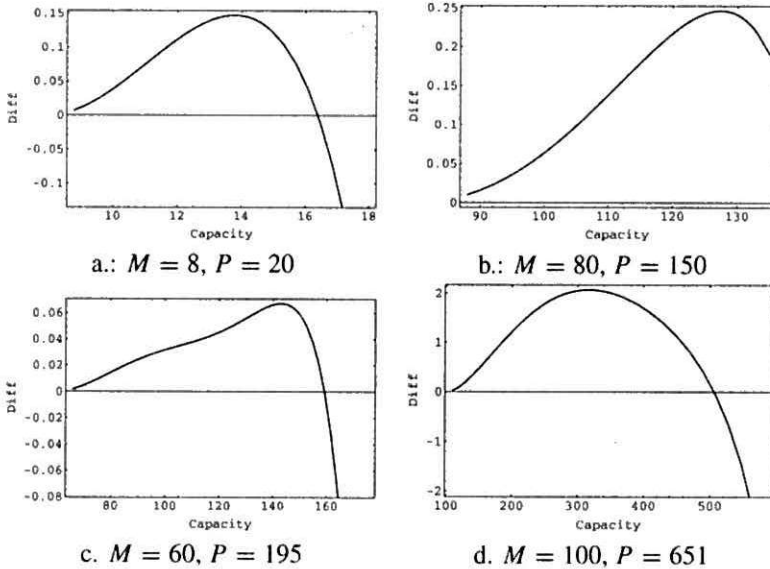 0.15
0.1
0.05
0
-0.05
-0.1
Diff
10 12 14 16 18
Capacity
a.: M = 8, P = 20
0.25
0.2
0.15
0.1
0.05
0
Diff
90 100 110 120 130
Capacity
b.: M = 80, P = 150
0.06
0.04
0.02
0
-0.02
-0.04
-0.06
-0.08
Diff
80 100 120 140 160
Capacity
c. M = 60, P = 195
2
1
0
-1
-2
Diff
100 200 300 400 500
Capacity
d. M = 100, P = 651